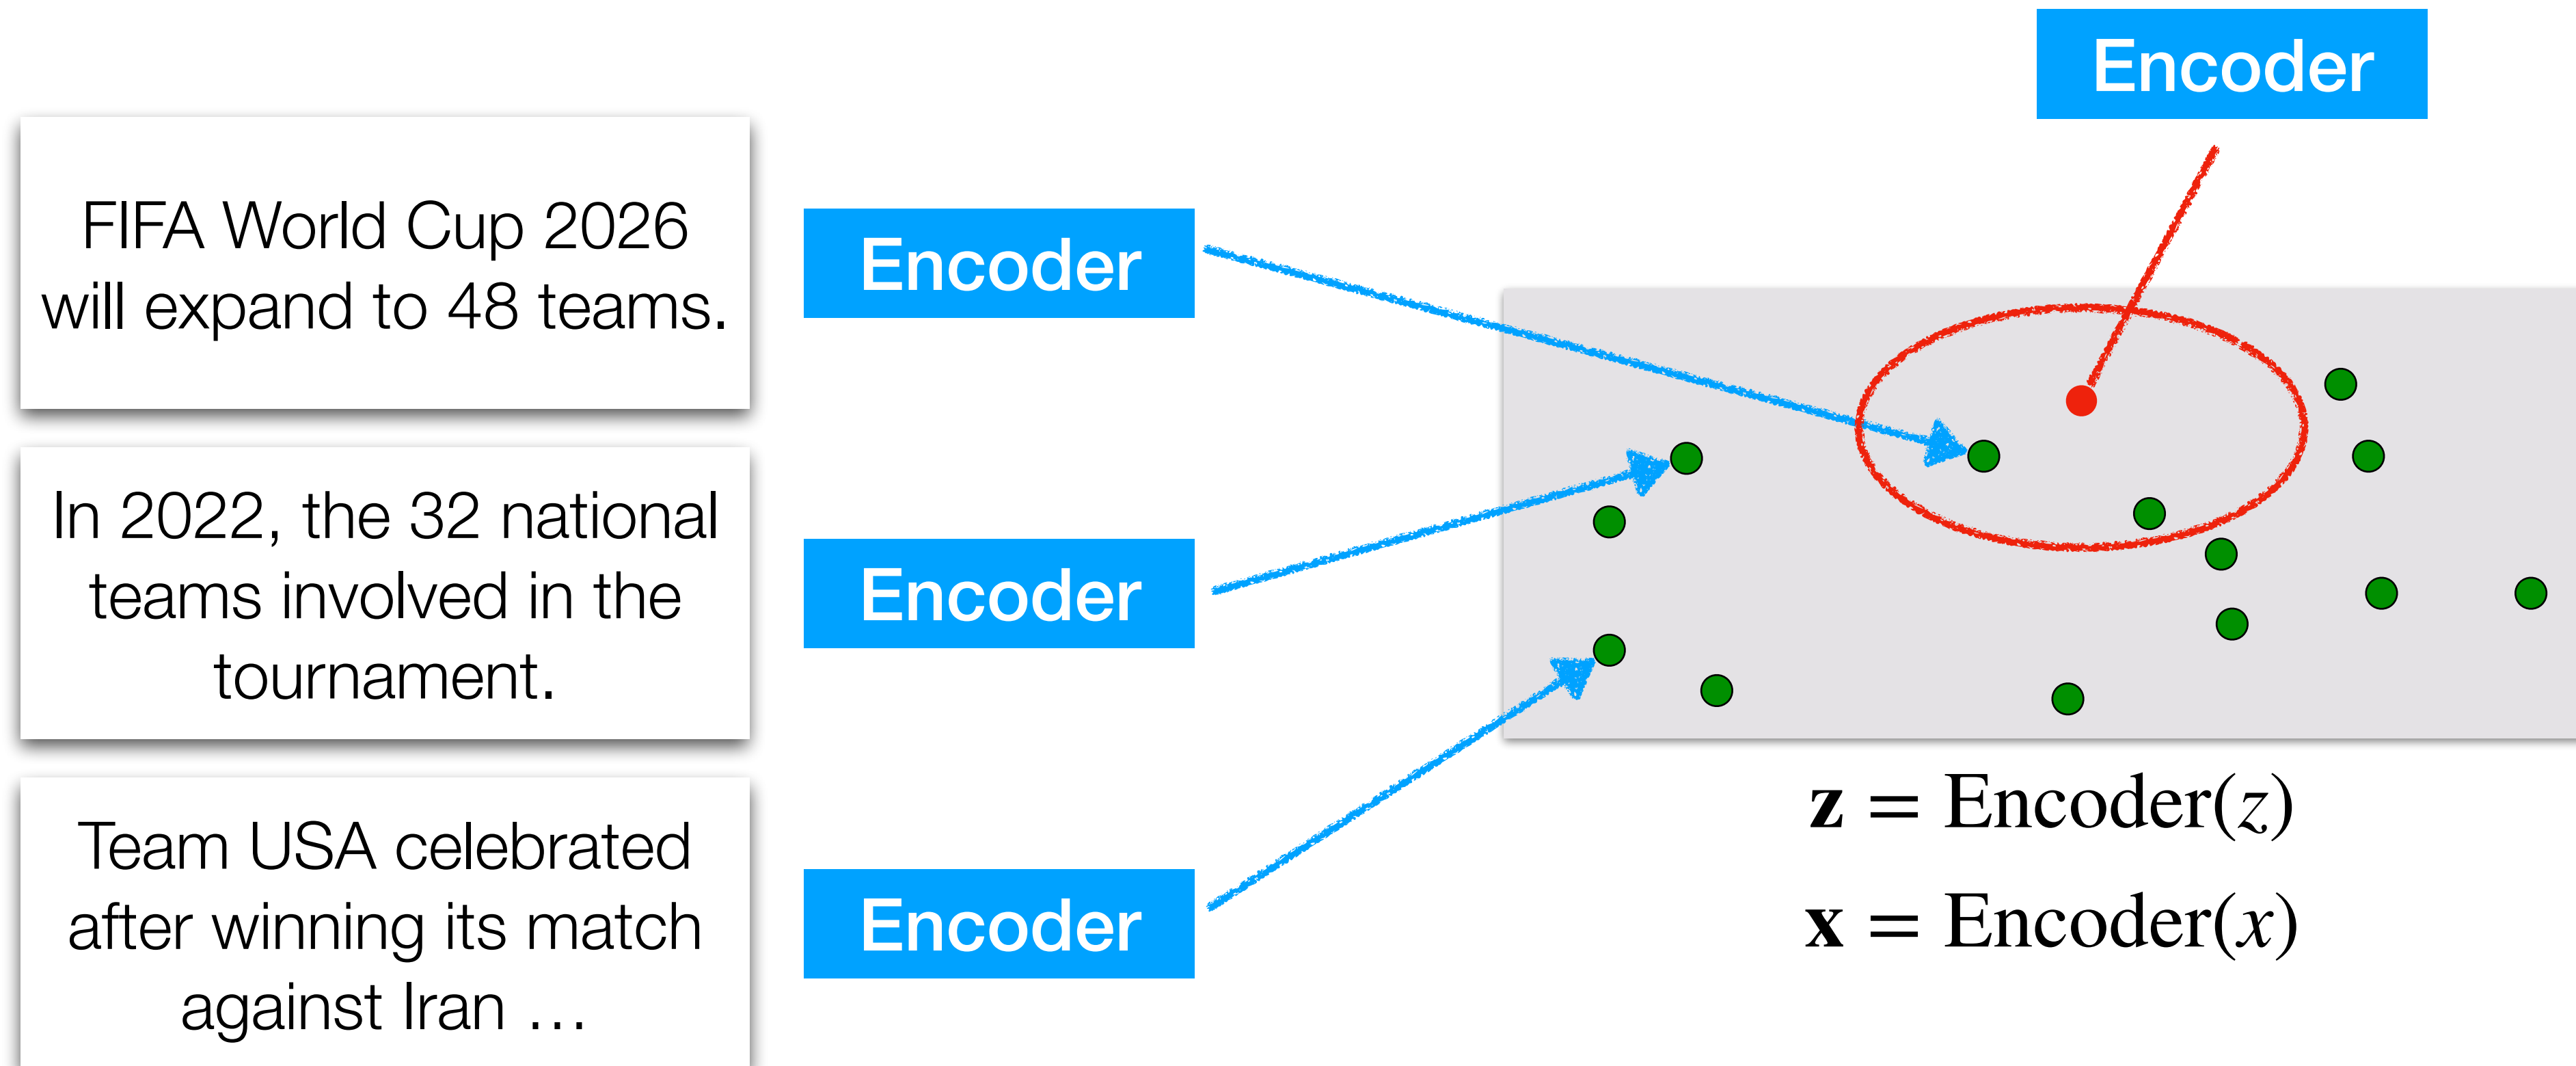 Encoder
FIFA World Cup 2026
will expand to 48 teams.
Encoder
In 2022, the 32 national
teams involved in the
tournament.
Encoder
Team USA celebrated
after winning its match
against Iran …
Encoder
z = Encoder(z)
x = Encoder(x)